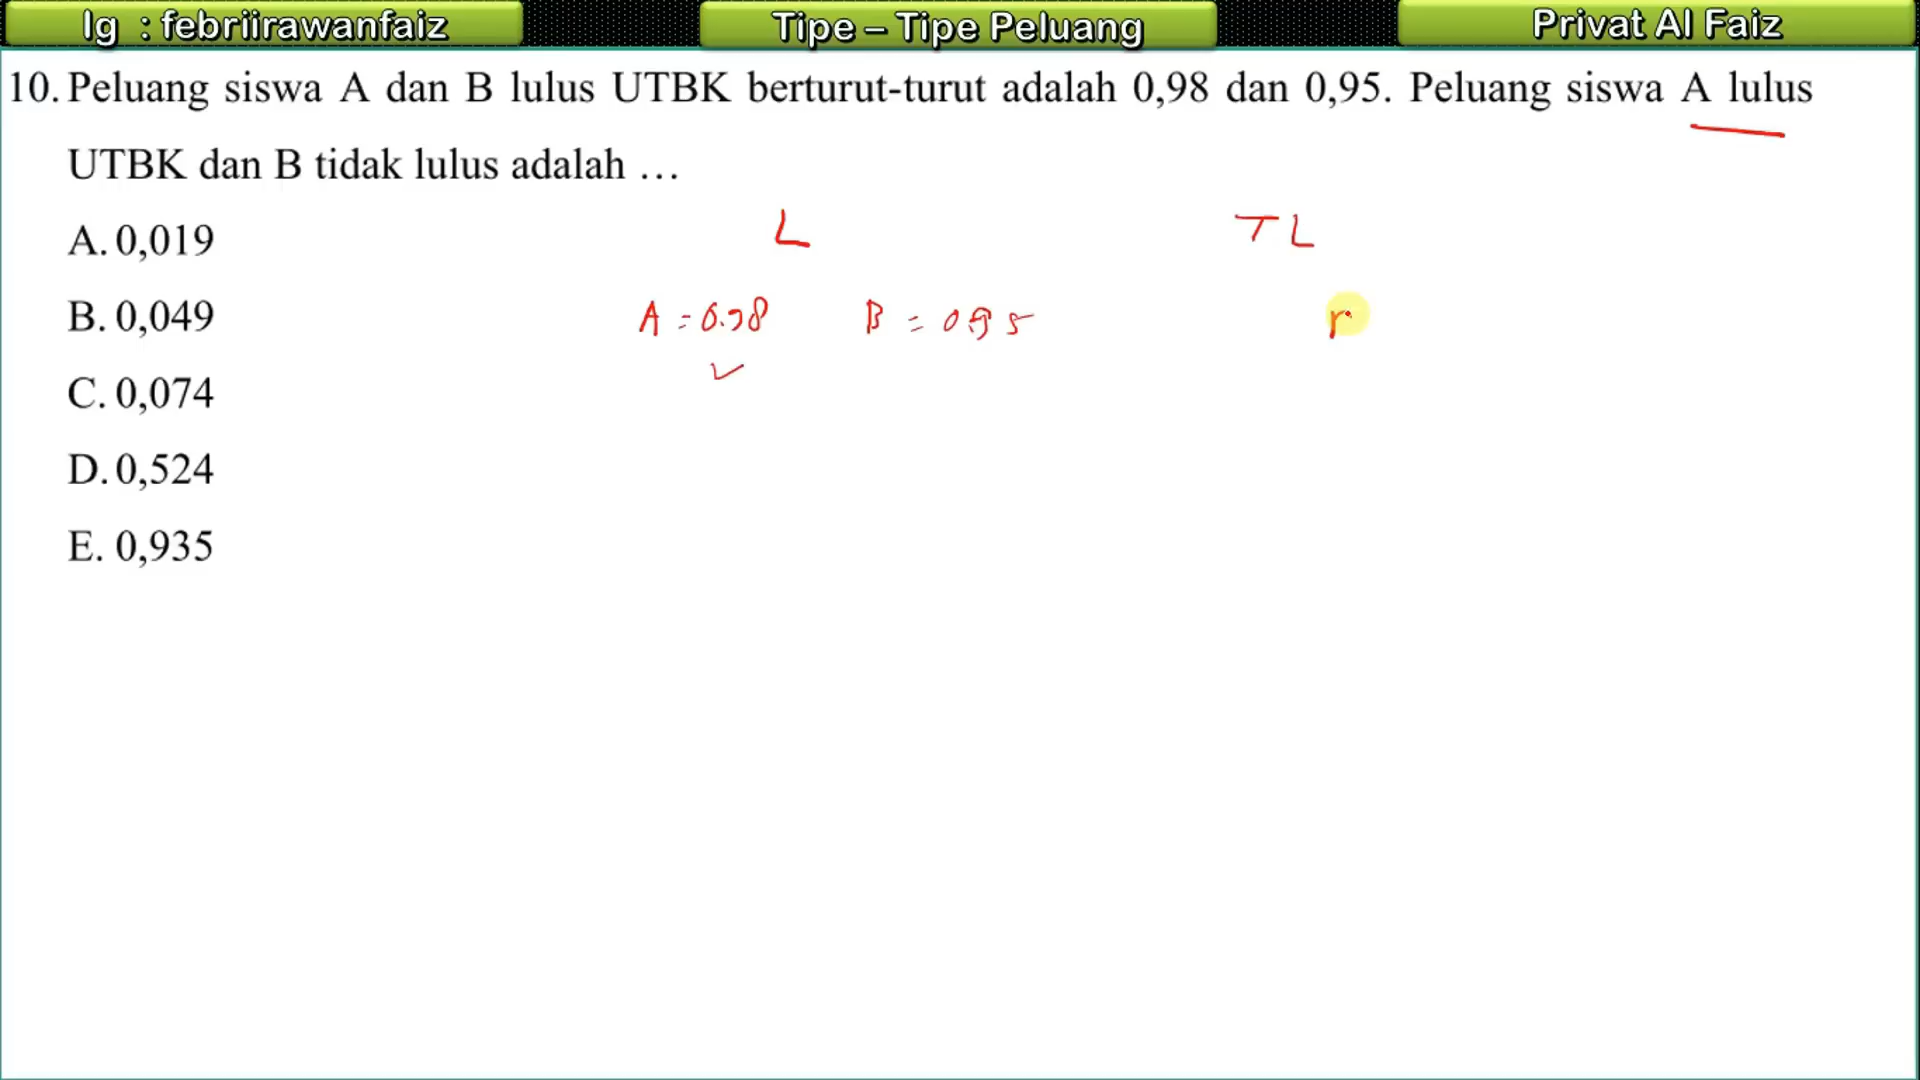 Ig : febriirawanfaiz
Tipe – Tipe Peluang
Privat Al Faiz
10. Peluang siswa A dan B lulus UTBK berturut-turut adalah 0,98 dan 0,95. Peluang siswa A lulus
UTBK dan B tidak lulus adalah …
A. 0,019
L
TL
B. 0,049
A = 0.98 B = 0.95
C. 0,074
D. 0,524
E. 0,935